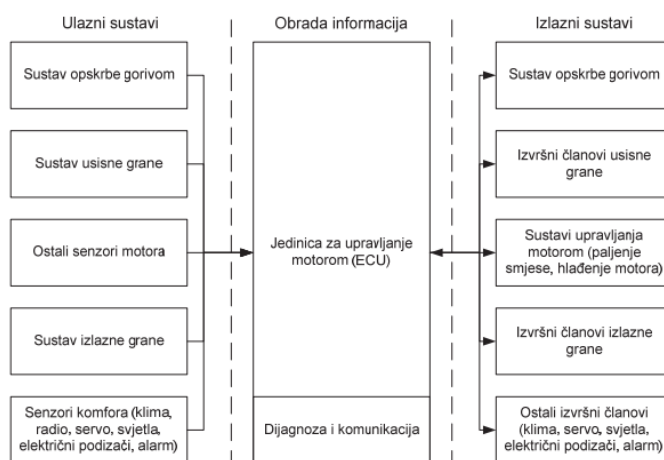 Ulazni sustavi
Obrada informacija
Izlazni sustavi
Sustav opskrbe gorivom
Sustav usisne grane
Ostali senzori motora
Sustav izlazne grane
Senzori komfora (klima,
radio, servo, svjetla,
električni podizači, alarm)
Jedinica za upravljanje
motorom (ECU)
Dijagnoza i komunikacija
Sustav opskrbe gorivom
Izvršni članovi usisne
grane
Sustavi upravljanja
motorom (paljenje
smjese, hlađenje motora)
Izvršni članovi izlazne
grane
Ostali izvršni članovi
(klima, servo, svjetla,
električni podizači, alarm)